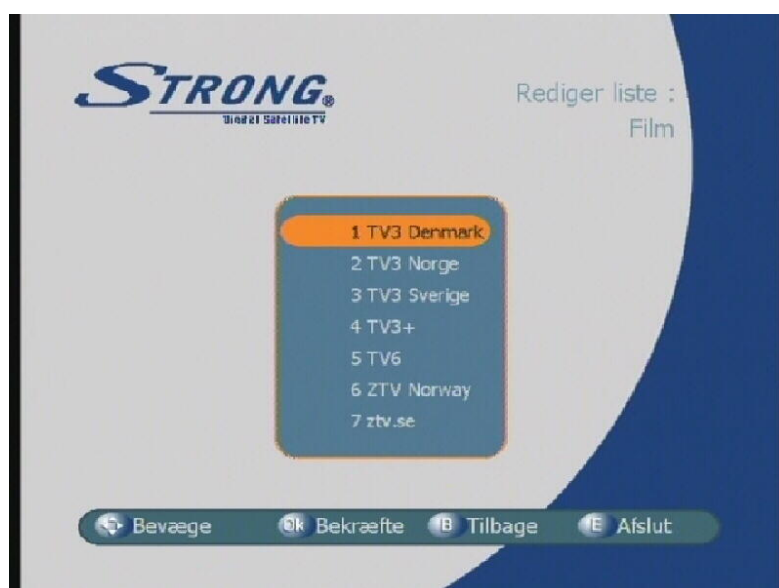 STRONG®
Digital Satellite TV
Rediger liste :
Film
1 TV3 Denmark
2 TV3 Norge
3 TV3 Sverige
4 TV3+
5 TV6
6 ZTV Norway
7 ztv.se
Bevæge Ok Bekræfte B Tilbage E Afslut